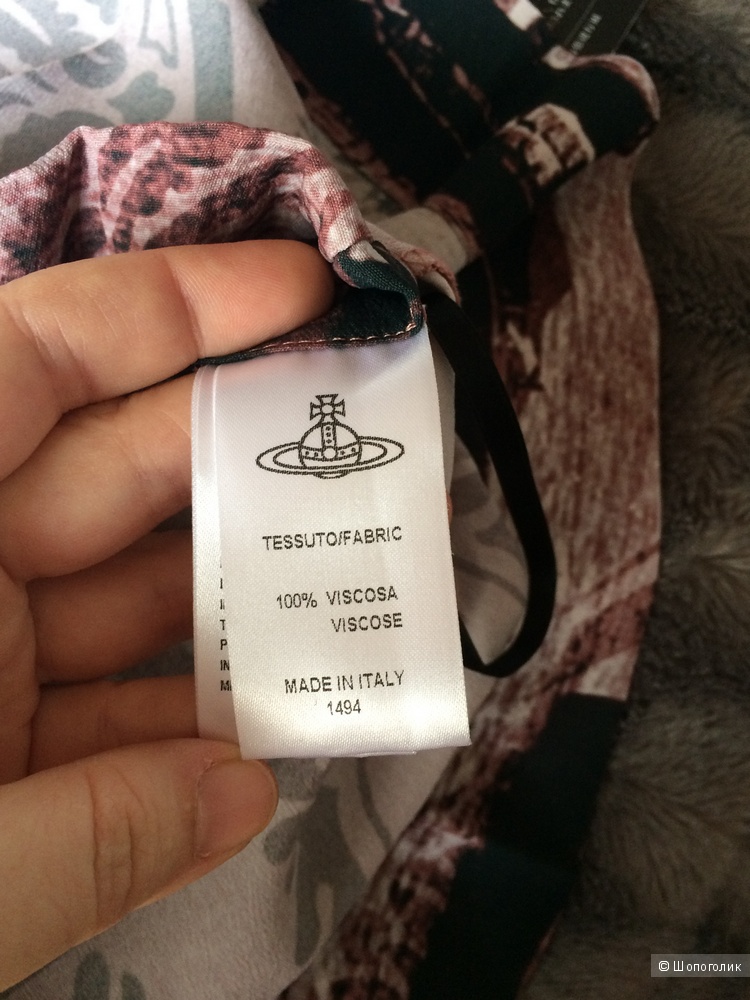 TESSUTO/FABRIC
100% VISCOSA
VISCOSE
MADE IN ITALY
1494
© Шопоголик